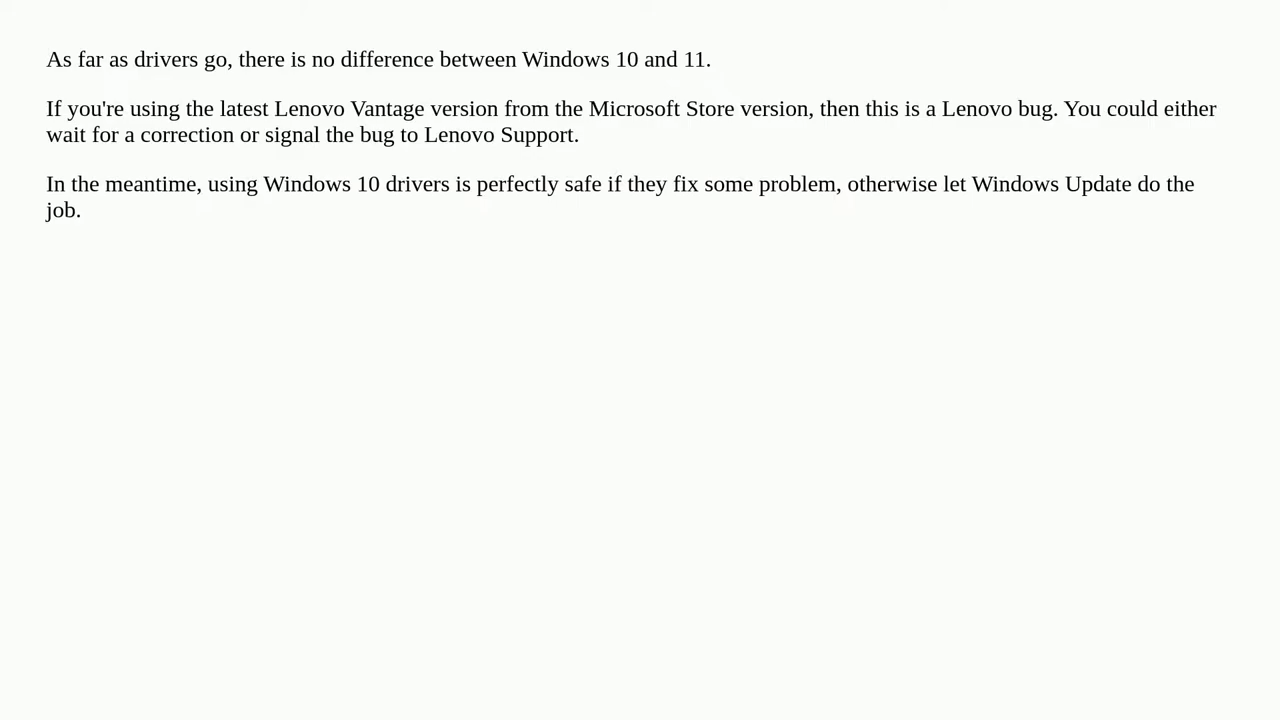 As far as drivers go, there is no difference between Windows 10 and 11.
If you're using the latest Lenovo Vantage version from the Microsoft Store version, then this is a Lenovo bug. You could either
wait for a correction or signal the bug to Lenovo Support.
In the meantime, using Windows 10 drivers is perfectly safe if they fix some problem, otherwise let Windows Update do the
job.